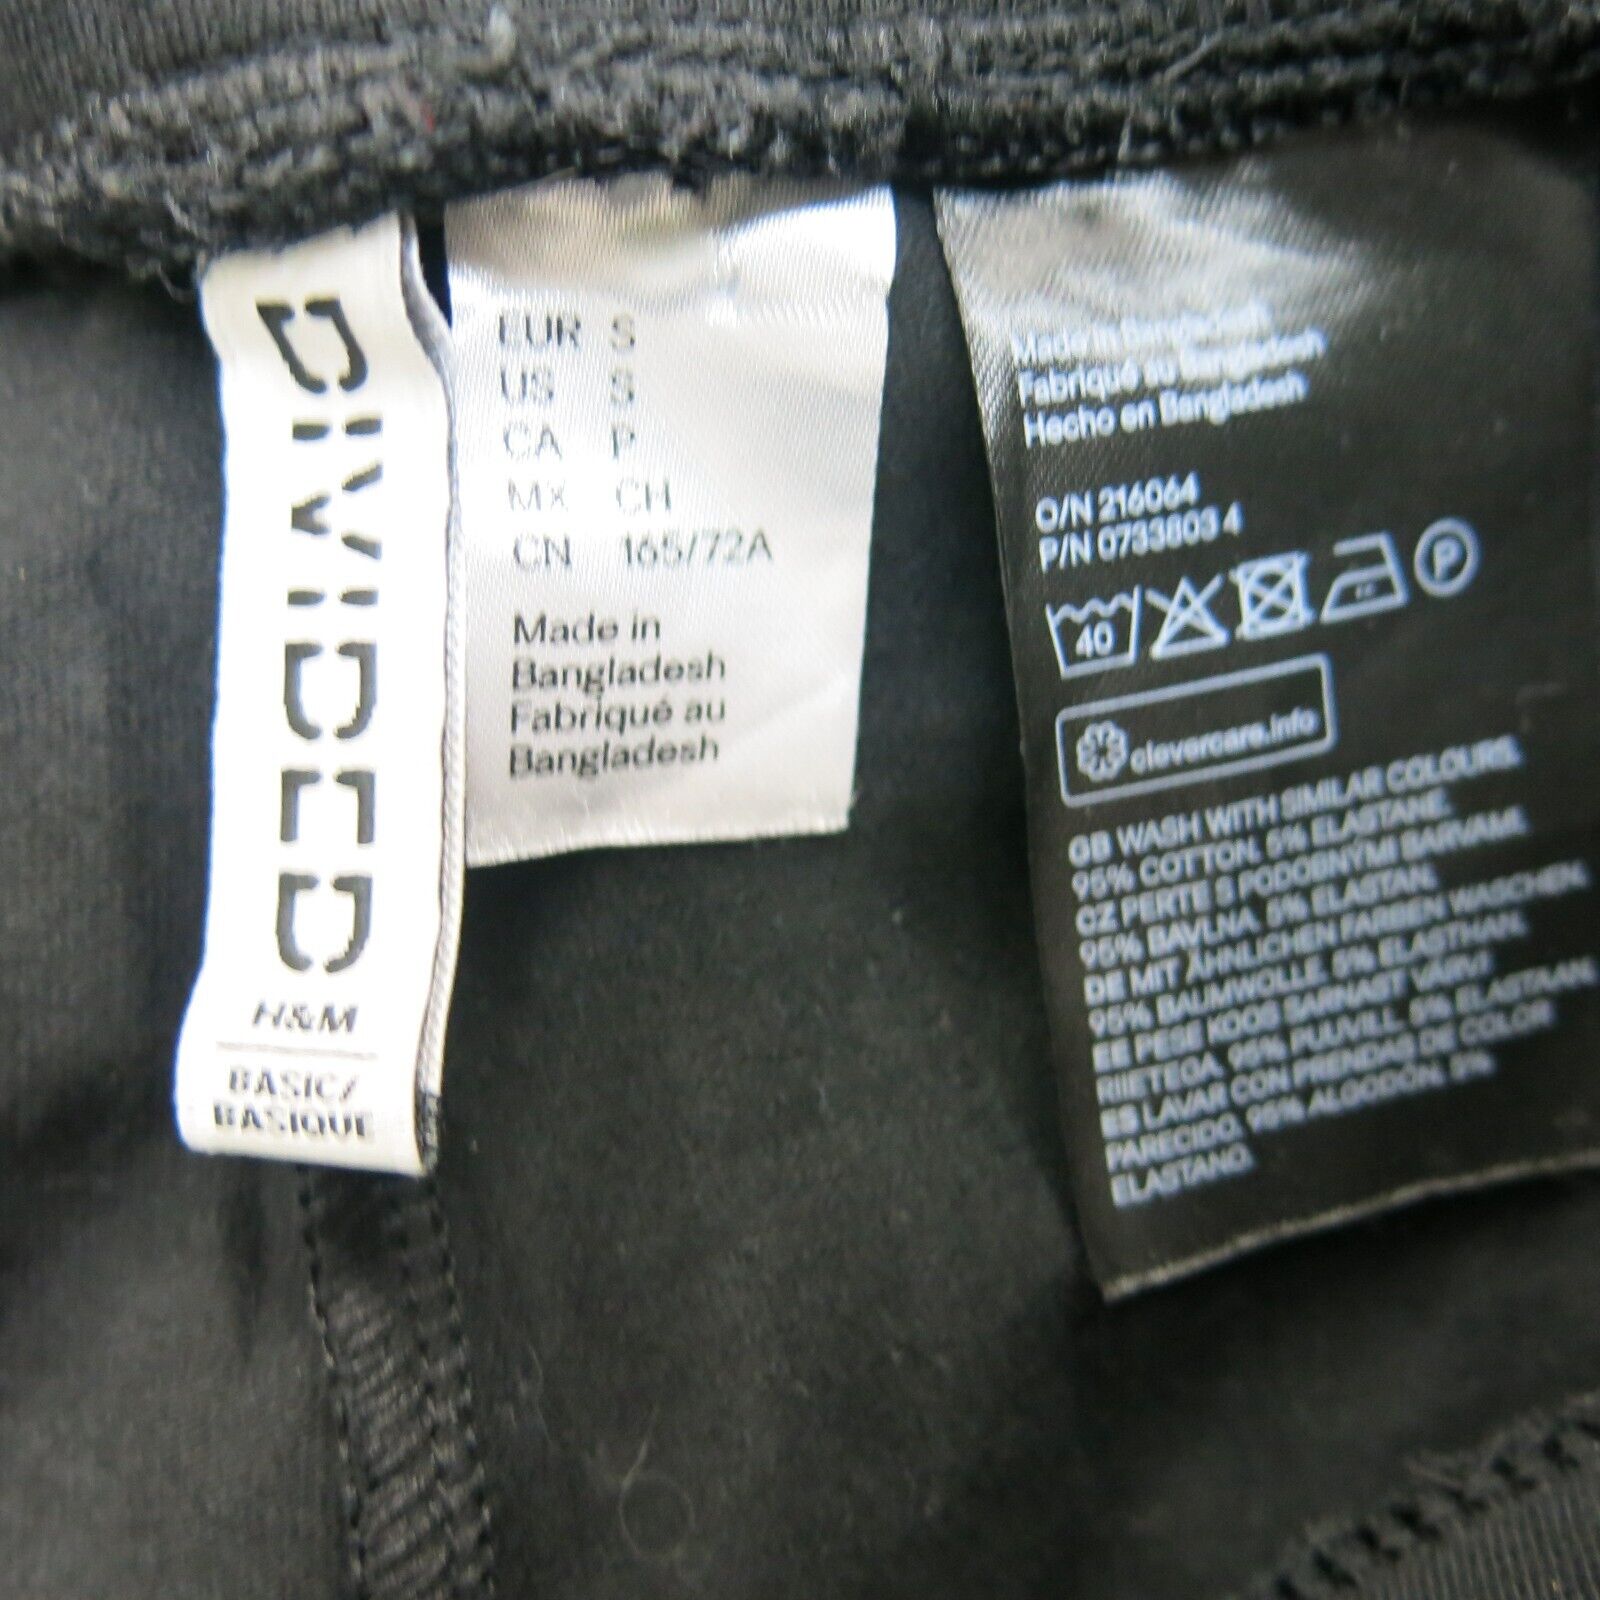 DIVIDED
H&M
BASIC/
BASIQUE
EUR S
US S
CA P
MX CH
CN 165/72A
Made in
Bangladesh
Fabriqué au
Bangladesh
Made in Bangladesh
Fabriqué au Bangladesh
Hecho en Bangladesh
O/N 216064
P/N 0733803 4
40
P
clevercare.info
GB WASH WITH SIMILAR COLOURS.
95% COTTON, 5% ELASTANE.
CZ PERTE S PODOBNÝMI BARVAMI.
95% BAVLNA, 5% ELASTAN.
DE MIT ÄHNLICHEN FARBEN WASCHEN.
95% BAUMWOLLE, 5% ELASTHAN.
EE PESE KOOS SARNAST VÄRVI
RIIETEGA. 95% PUUVILL, 5% ELASTAAN.
ES LAVAR CON PRENDAS DE COLOR
PARECIDO. 95% ALGODÓN, 5%
ELASTANO.